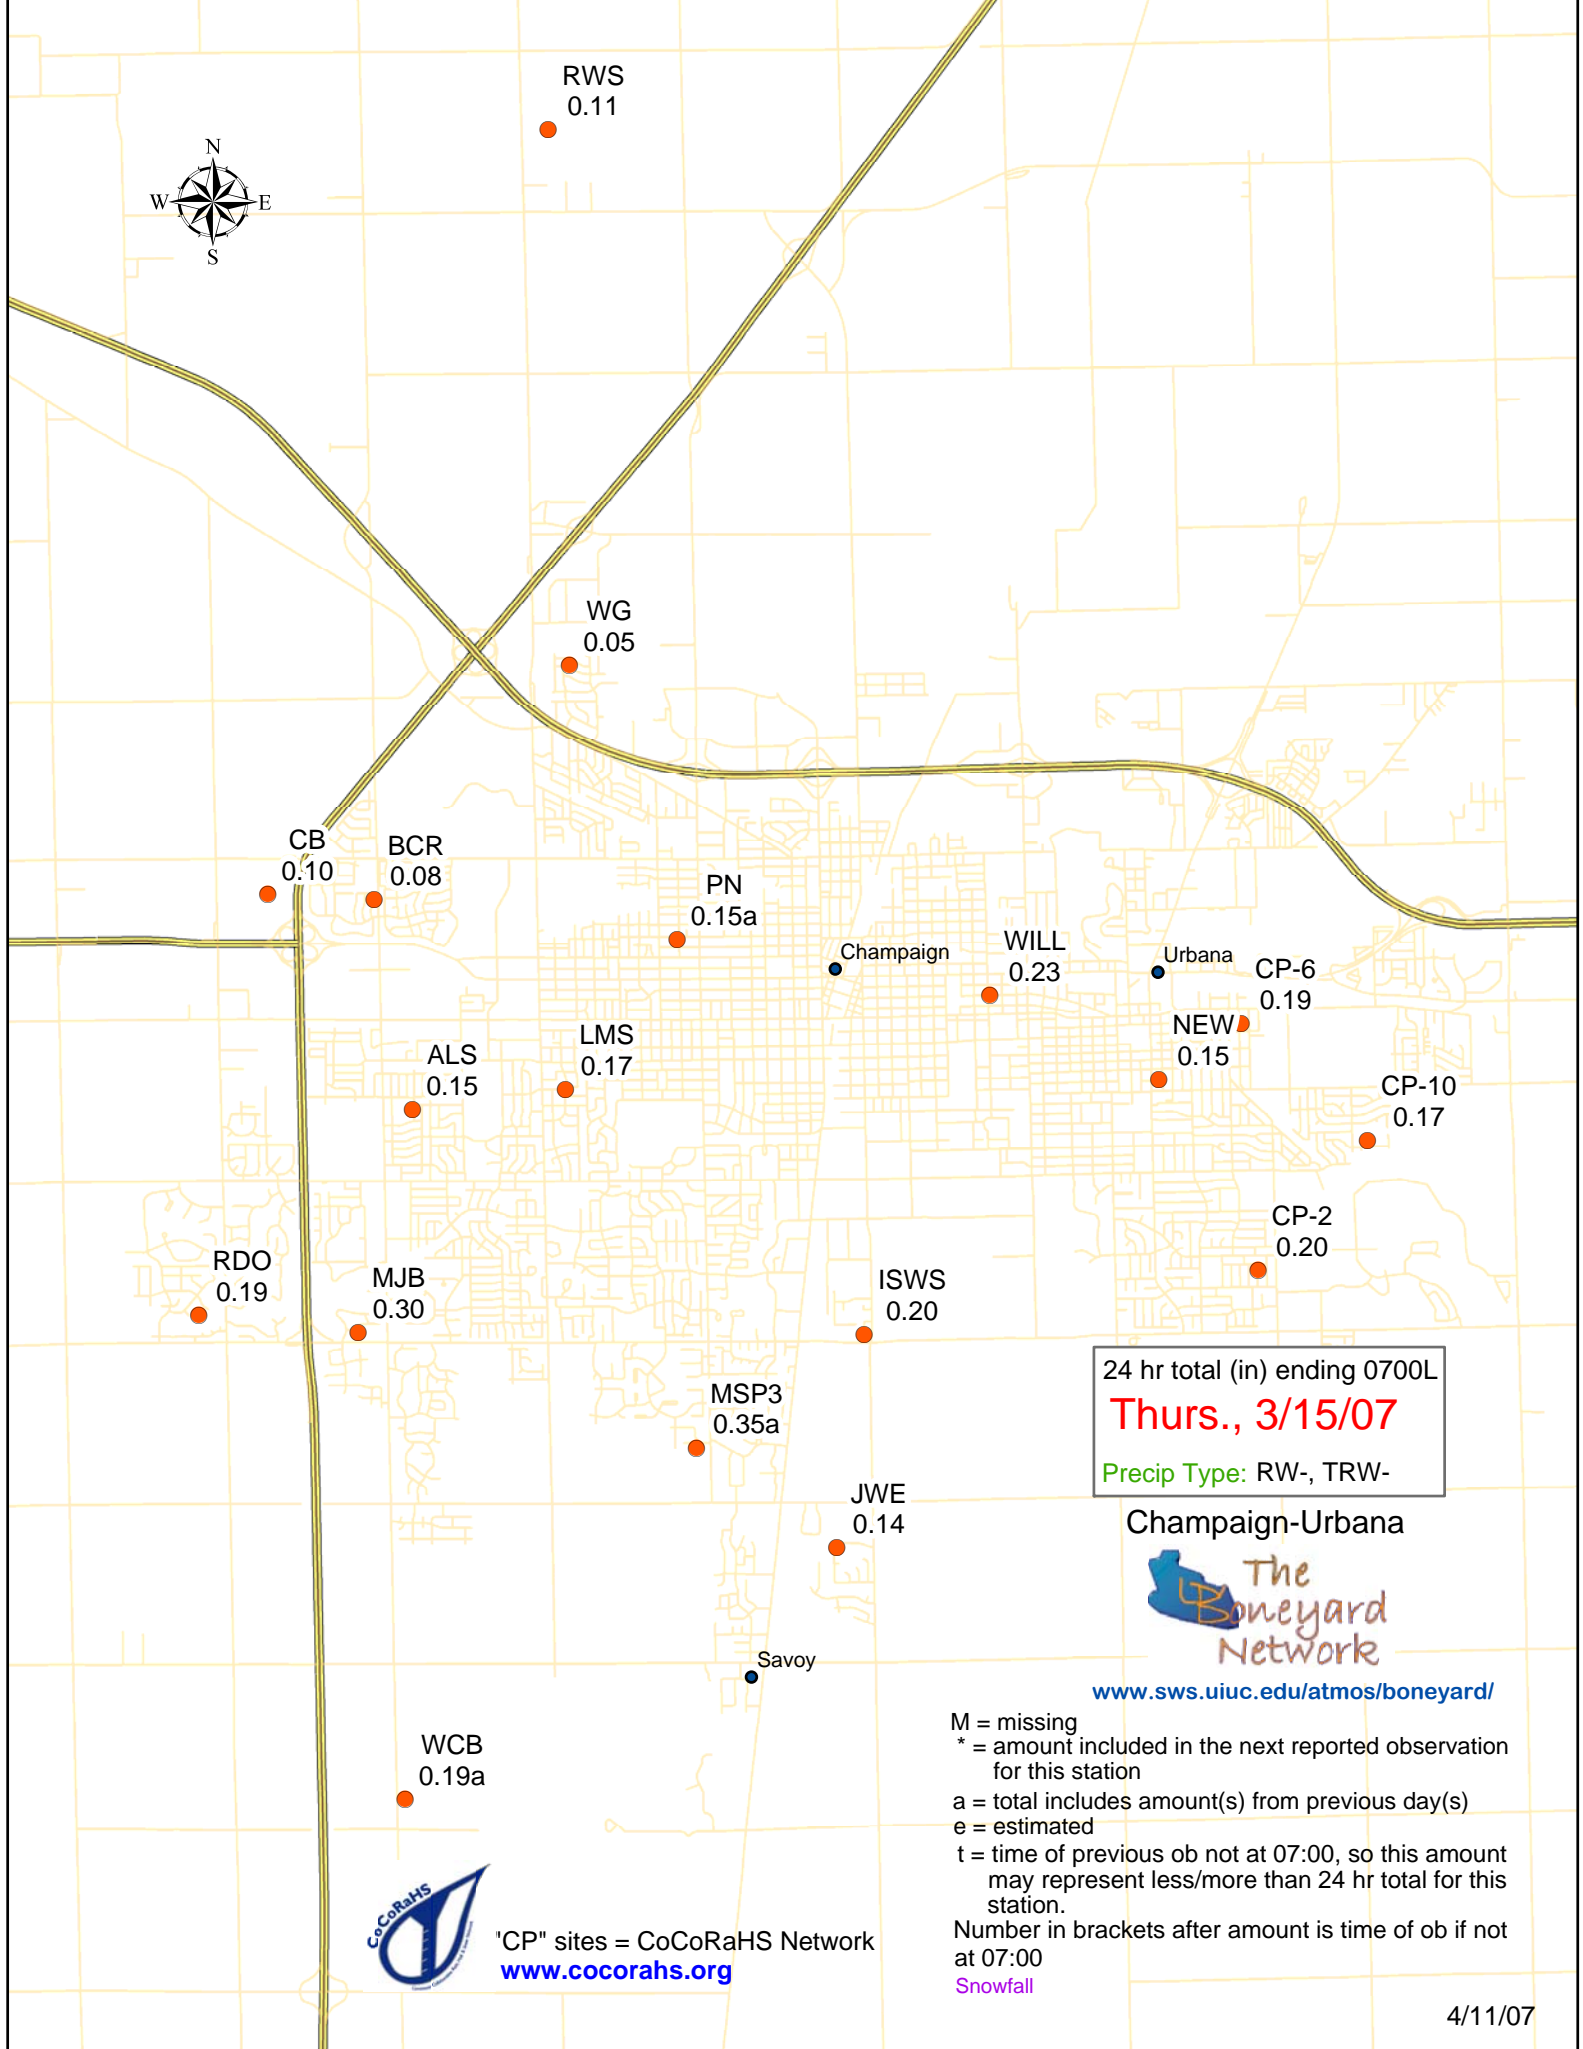 RWS
0.11
N
W
E
S
WG
0.05
CB
0.10
BCR
0.08
PN
0.15a
Champaign
WILL
0.23
Urbana
CP-6
0.19
NEW
0.15
LMS
0.17
ALS
0.15
CP-10
0.17
CP-2
0.20
RDO
0.19
MJB
0.30
ISWS
0.20
24 hr total (in) ending 0700L
Thurs., 3/15/07
Precip Type: RW-, TRW-
MSP3
0.35a
JWE
0.14
Champaign-Urbana
The
Boneyard
Network
www.sws.uiuc.edu/atmos/boneyard/
Savoy
WCB
0.19a
M = missing
* = amount included in the next reported observation
for this station
a = total includes amount(s) from previous day(s)
e = estimated
t = time of previous ob not at 07:00, so this amount
may represent less/more than 24 hr total for this
station.
Number in brackets after amount is time of ob if not
at 07:00
Snowfall
CoCoRaHS
"CP" sites = CoCoRaHS Network
www.cocorahs.org
4/11/07